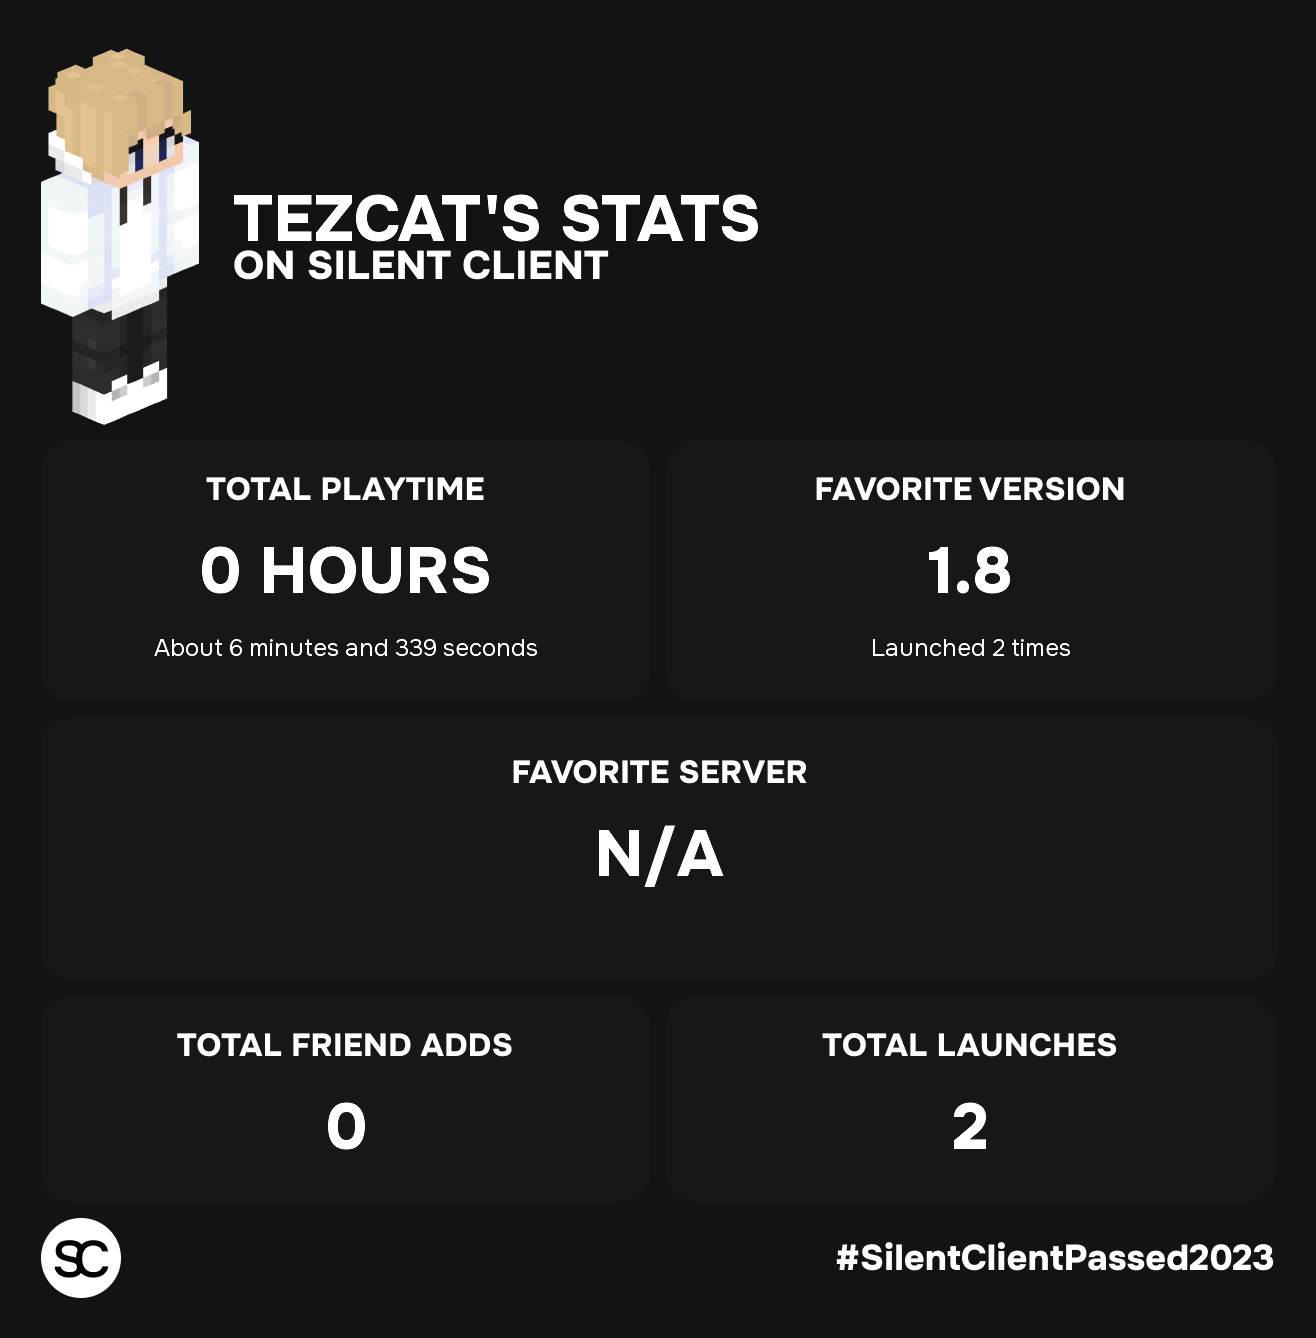 TEZCAT'S STATS
ON SILENT CLIENT
TOTAL PLAYTIME
0 HOURS
About 6 minutes and 339 seconds
FAVORITE VERSION
1.8
Launched 2 times
FAVORITE SERVER
N/A
TOTAL FRIEND ADDS
0
TOTAL LAUNCHES
2
SC
#SilentClientPassed2023